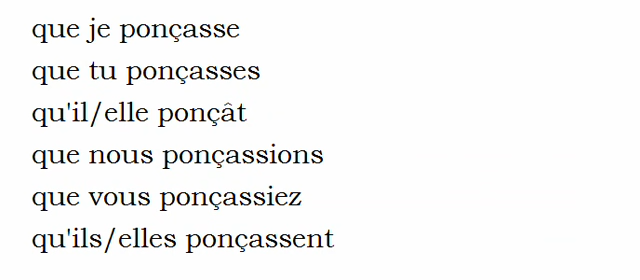 que je ponçasse
que tu ponçasses
qu'il/elle ponçât
que nous ponçassions
que vous ponçassiez
qu'ils/elles ponçassent